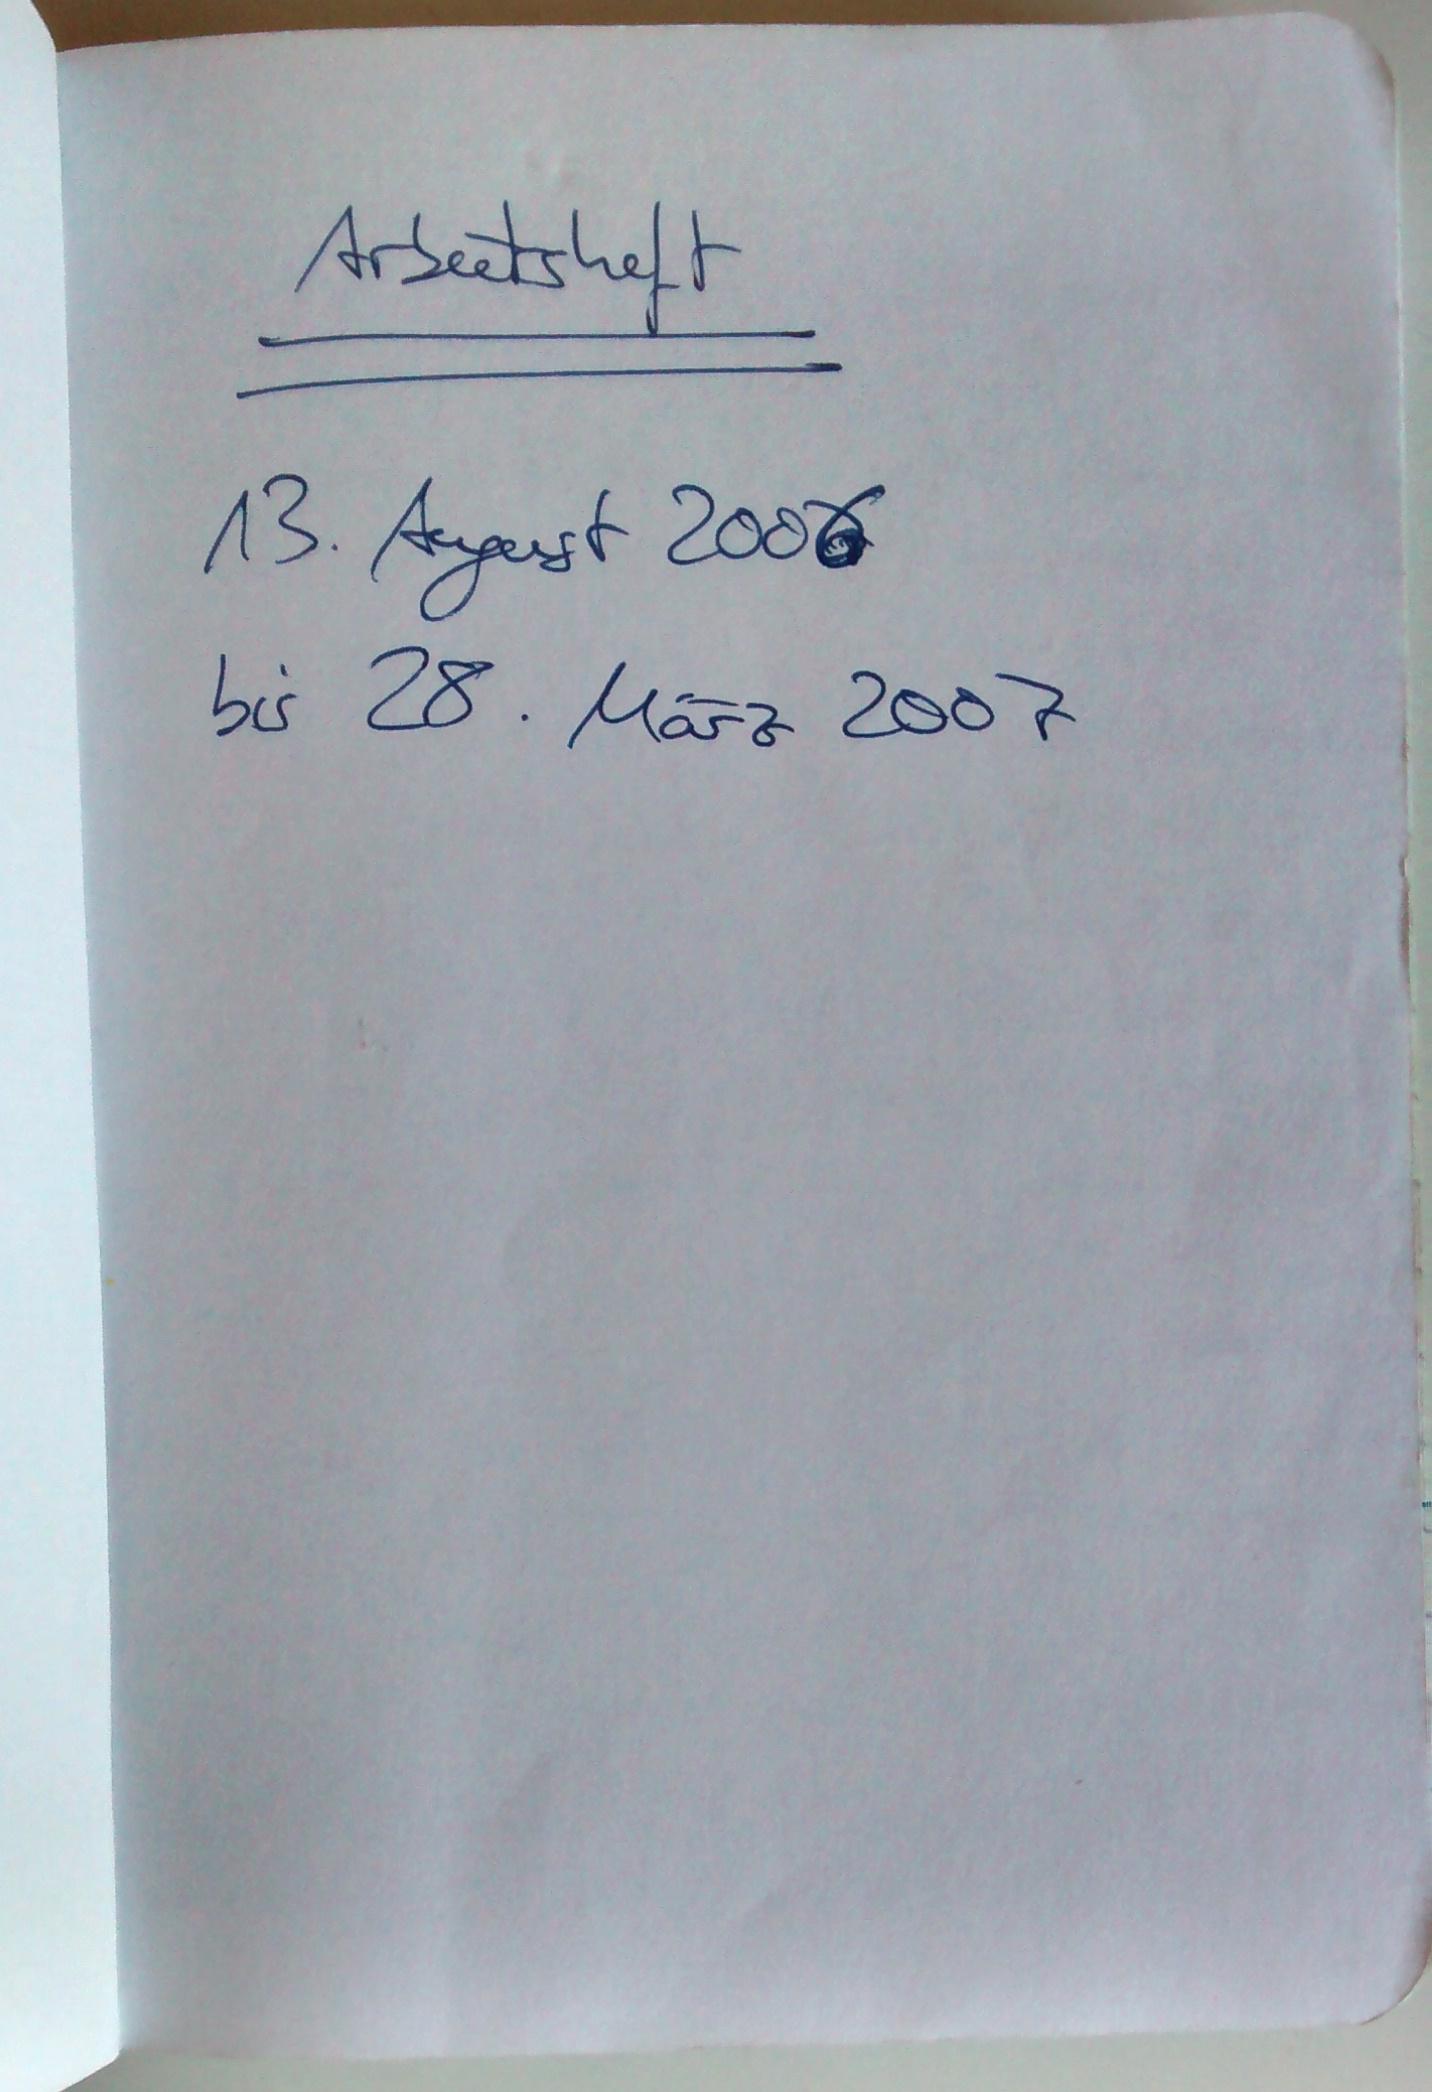 Arbeitsheft
13. August 2006
bis 28. März 2007